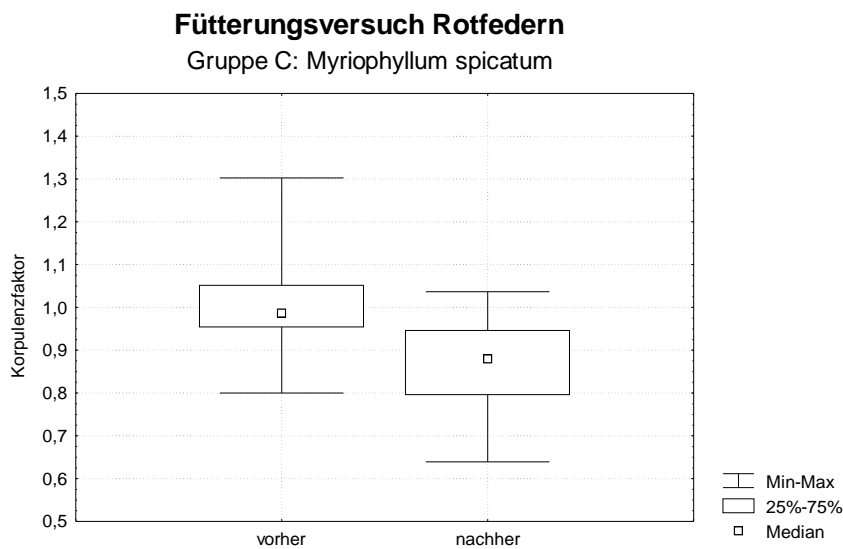 Fütterungsversuch Rotfedern
Gruppe C: Myriophyllum spicatum
Korpulenzfaktor
1,5
1,4
1,3
1,2
1,1
1,0
0,9
0,8
0,7
0,6
0,5
vorher
nachher
Min-Max
25%-75%
Median